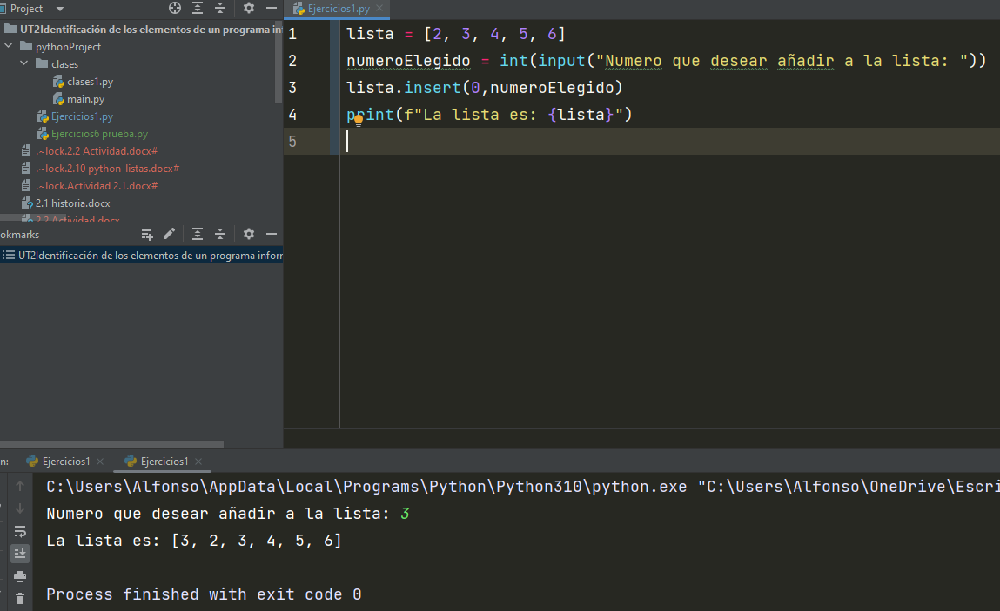 Project
UT2Identificación de los elementos de un programa in
pythonProject
clases
clases1.py
main.py
Ejercicios1.py
Ejercicios6 prueba.py
.~lock.2.2 Actividad.docx#
.~lock.2.10 python-listas.docx#
.~lock.Actividad 2.1.docx#
2.1 historia.docx
2.2 Actividad.docx
ookmarks
UT2Identificación de los elementos de un programa inforr
Ejercicios1.py
1 lista = [2, 3, 4, 5, 6]
2 numeroElegido = int(input("Numero que desear añadir a la lista: "))
3 lista.insert(0,numeroElegido)
4 print(f"La lista es: {lista}")
5
n: Ejercicios1 Ejercicios1
C:\Users\Alfonso\AppData\Local\Programs\Python\Python310\python.exe "C:\Users\Alfonso\OneDrive\Escri
Numero que desear añadir a la lista: 3
La lista es: [3, 2, 3, 4, 5, 6]
Process finished with exit code 0